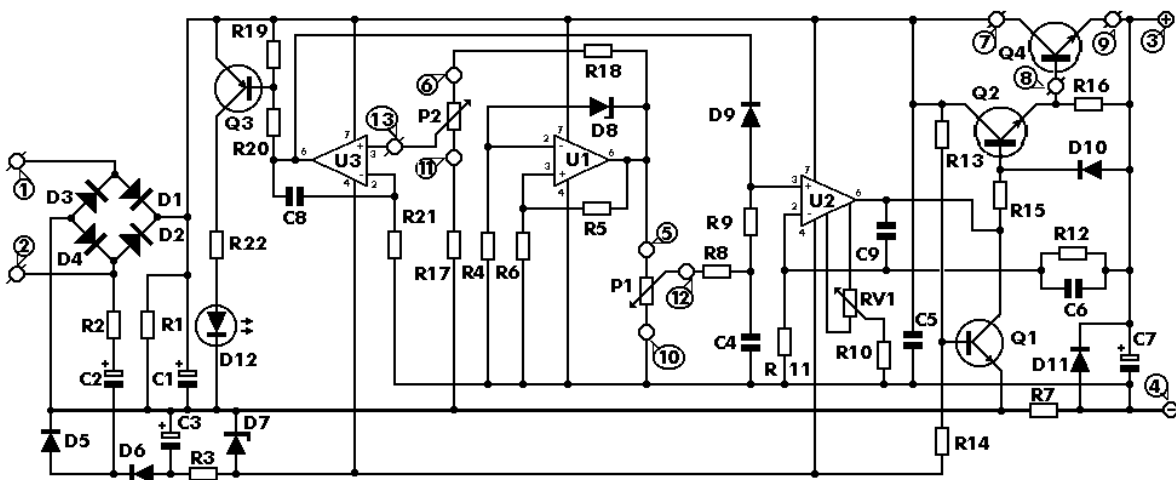 R19
7
9
3
Q4
6
R18
8
R16
13
P2
D9
Q2
Q3
D8
R20
7
3
2
7
D10
1
6
U3
11
U1
6
R13
D3
D1
4
2
3
4
3
7
C8
R9
U2
6
R15
2
D2
R21
R5
2
4
D4
R22
5
R8
C9
R12
R17
R4
R6
P1
12
RV1
C6
R2
R1
C4
C5
Q1
D12
10
R 11
R10
D11
C7
C2
C1
C3
D7
R7
4
D5
D6
R3
R14